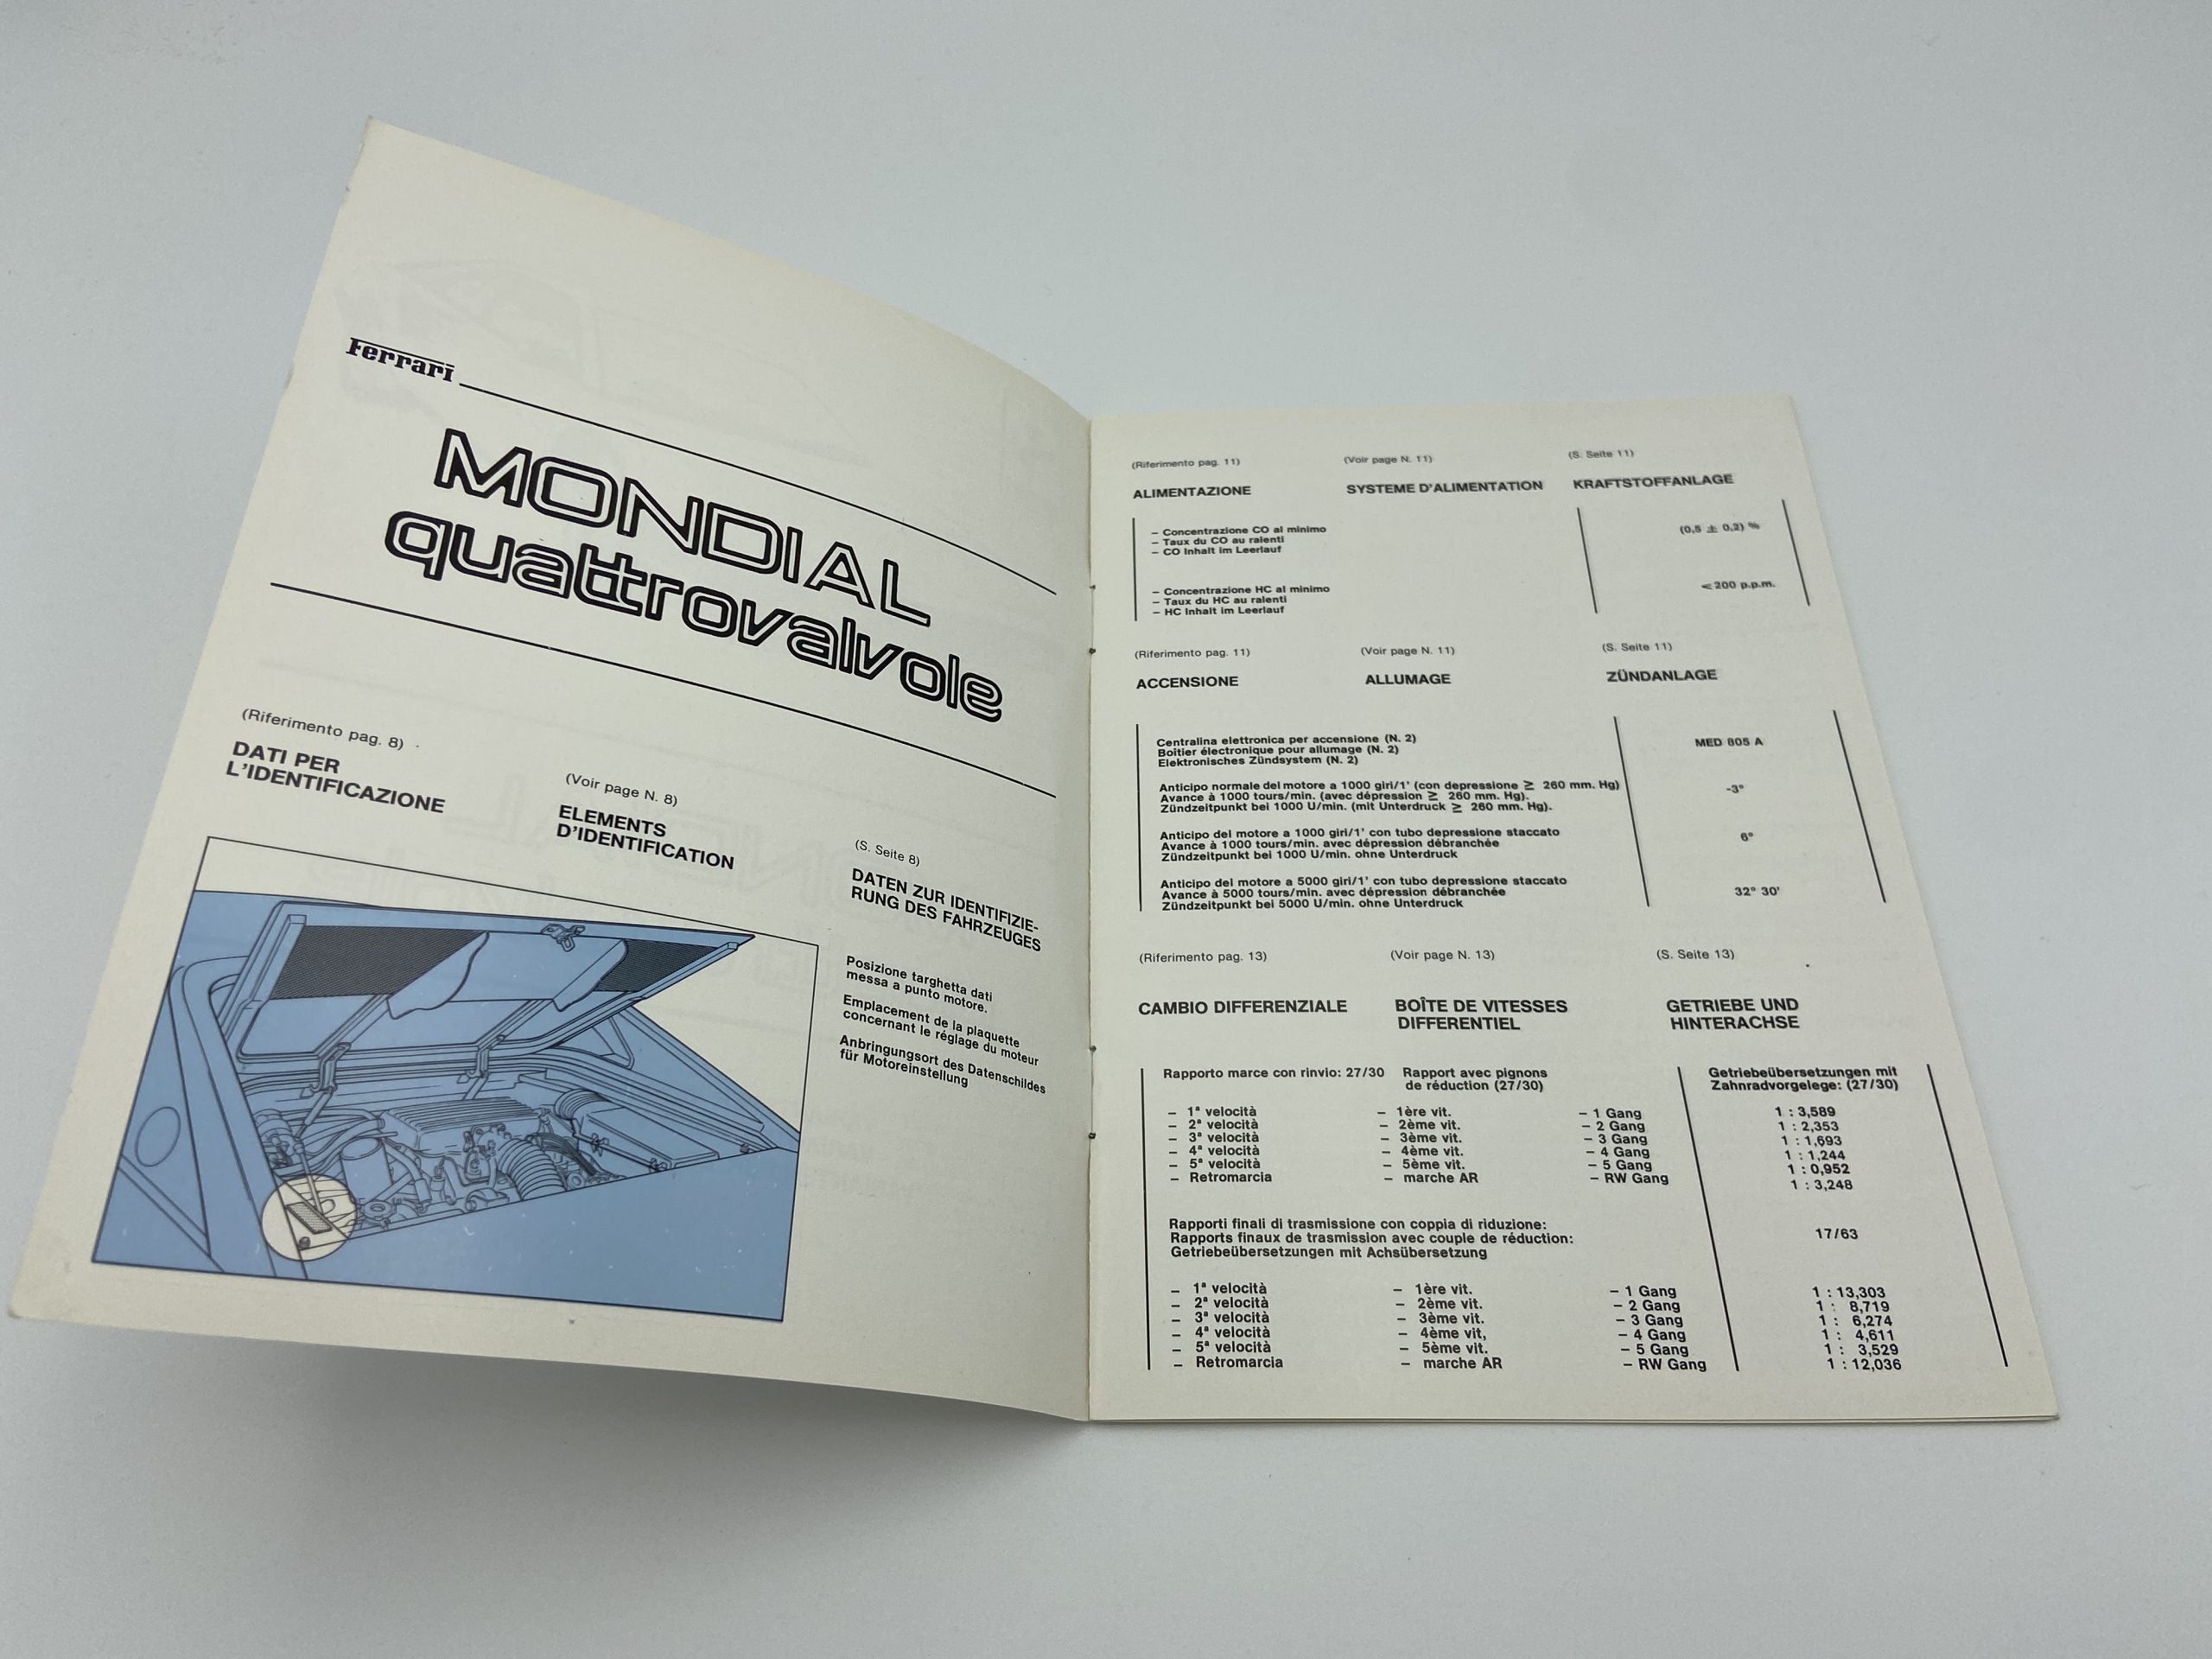 Ferrari
MONDIAL
quattrovalvole
(Riferimento pag. 8)
DATI PER
L'IDENTIFICAZIONE
(Voir page N. 8)
ELEMENTS
D'IDENTIFICATION
(S. Seite 8)
DATEN ZUR IDENTIFIZIE-
RUNG DES FAHRZEUGES
Posizione targhetta dati
messa a punto motore.
Emplacement de la plaquette
concernant le réglage du moteur
Anbringungsort des Datenschildes
für Motoreinstellung
(Riferimento pag. 11) (Voir page N. 11) (S. Seite 11)
ALIMENTAZIONE SYSTEME D'ALIMENTATION KRAFTSTOFFANLAGE
– Concentrazione CO al minimo (0,5 ± 0,2) %
– Taux du CO au ralenti
– CO Inhalt im Leerlauf
– Concentrazione HC al minimo <200 p.p.m.
– Taux du HC au ralenti
– HC Inhalt im Leerlauf
(Riferimento pag. 11) (Voir page N. 11) (S. Seite 11)
ACCENSIONE ALLUMAGE ZÜNDANLAGE
Centralina elettronica per accensione (N. 2) MED 805 A
Boîtier électronique pour allumage (N. 2)
Elektronisches Zündsystem (N. 2)
Anticipo normale del motore a 1000 giri/1' (con depressione ≥ 260 mm. Hg) -3°
Avance à 1000 tours/min. (avec dépression ≥ 260 mm. Hg).
Zündzeitpunkt bei 1000 U/min. (mit Unterdruck ≥ 260 mm. Hg).
Anticipo del motore a 1000 giri/1' con tubo depressione staccato 6°
Avance à 1000 tours/min. avec dépression débranchée
Zündzeitpunkt bei 1000 U/min. ohne Unterdruck
Anticipo del motore a 5000 giri/1' con tubo depressione staccato 32° 30'
Avance à 5000 tours/min. avec dépression débranchée
Zündzeitpunkt bei 5000 U/min. ohne Unterdruck
(Riferimento pag. 13) (Voir page N. 13) (S. Seite 13)
CAMBIO DIFFERENZIALE BOÎTE DE VITESSES GETRIEBE UND
DIFFERENTIEL HINTERACHSE
Rapporto marce con rinvio: 27/30 Rapport avec pignons Getriebeübersetzungen mit
de réduction (27/30) Zahnradvorgelege: (27/30)
– 1ª velocità – 1ère vit. – 1 Gang 1 : 3,589
– 2ª velocità – 2ème vit. – 2 Gang 1 : 2,353
– 3ª velocità – 3ème vit. – 3 Gang 1 : 1,693
– 4ª velocità – 4ème vit. – 4 Gang 1 : 1,244
– 5ª velocità – 5ème vit. – 5 Gang 1 : 0,952
– Retromarcia – marche AR – RW Gang 1 : 3,248
Rapporti finali di trasmissione con coppia di riduzione: 17/63
Rapports finaux de trasmission avec couple de réduction:
Getriebeübersetzungen mit Achsübersetzung
– 1ª velocità – 1ère vit. – 1 Gang 1 : 13,303
– 2ª velocità – 2ème vit. – 2 Gang 1 : 8,719
– 3ª velocità – 3ème vit. – 3 Gang 1 : 6,274
– 4ª velocità – 4ème vit, – 4 Gang 1 : 4,611
– 5ª velocità – 5ème vit. – 5 Gang 1 : 3,529
– Retromarcia – marche AR – RW Gang 1 : 12,036